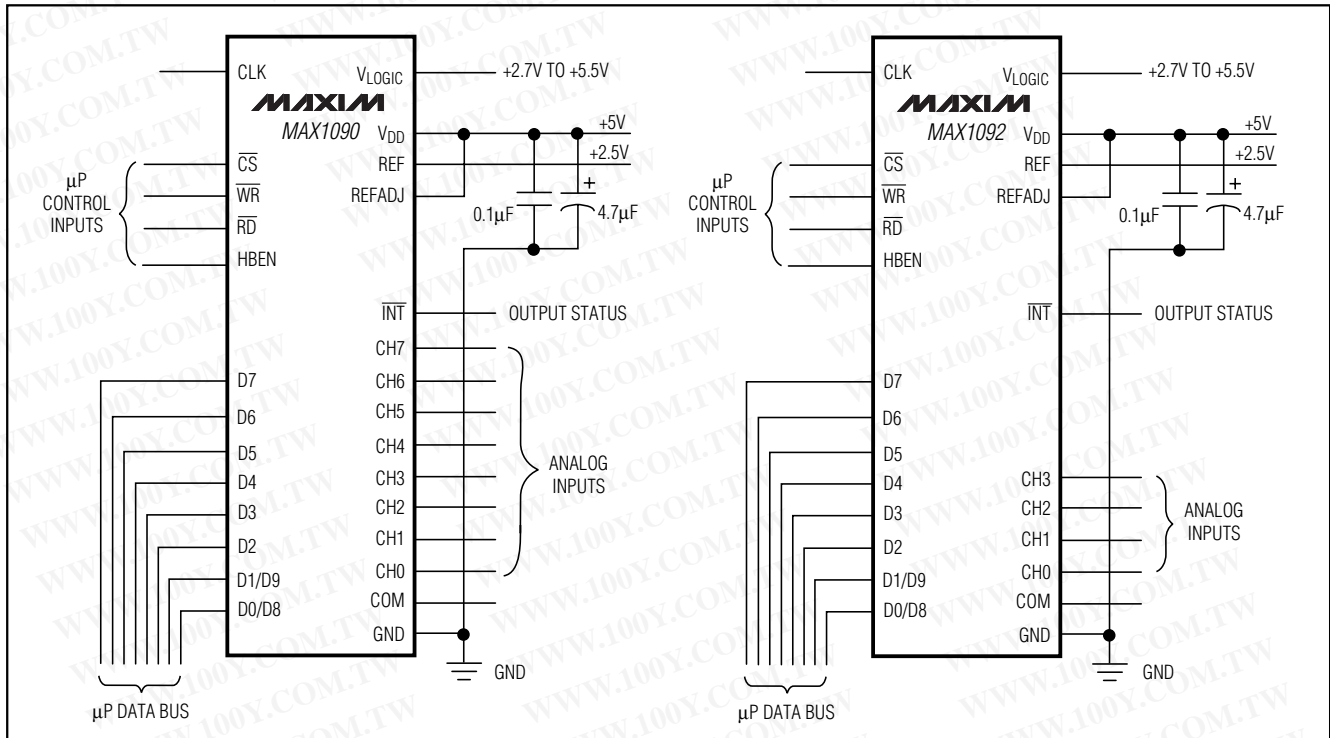 CLK
VLOGIC
+2.7V TO +5.5V
MAXIM
MAX1090
VDD
+5V
CS
REF
+2.5V
µP
CONTROL
INPUTS
WR
REFADJ
0.1µF
+
4.7µF
RD
HBEN
INT
OUTPUT STATUS
CH7
D7
CH6
D6
CH5
D5
CH4
D4
CH3
ANALOG
INPUTS
D3
CH2
D2
CH1
D1/D9
CH0
D0/D8
COM
GND
GND
µP DATA BUS
CLK
VLOGIC
+2.7V TO +5.5V
MAXIM
MAX1092
VDD
+5V
CS
REF
+2.5V
µP
CONTROL
INPUTS
WR
REFADJ
0.1µF
+
4.7µF
RD
HBEN
INT
OUTPUT STATUS
D7
D6
D5
D4
CH3
D3
CH2
ANALOG
INPUTS
D2
CH1
D1/D9
CH0
D0/D8
COM
GND
GND
µP DATA BUS
WWW.100Y.COM.TW